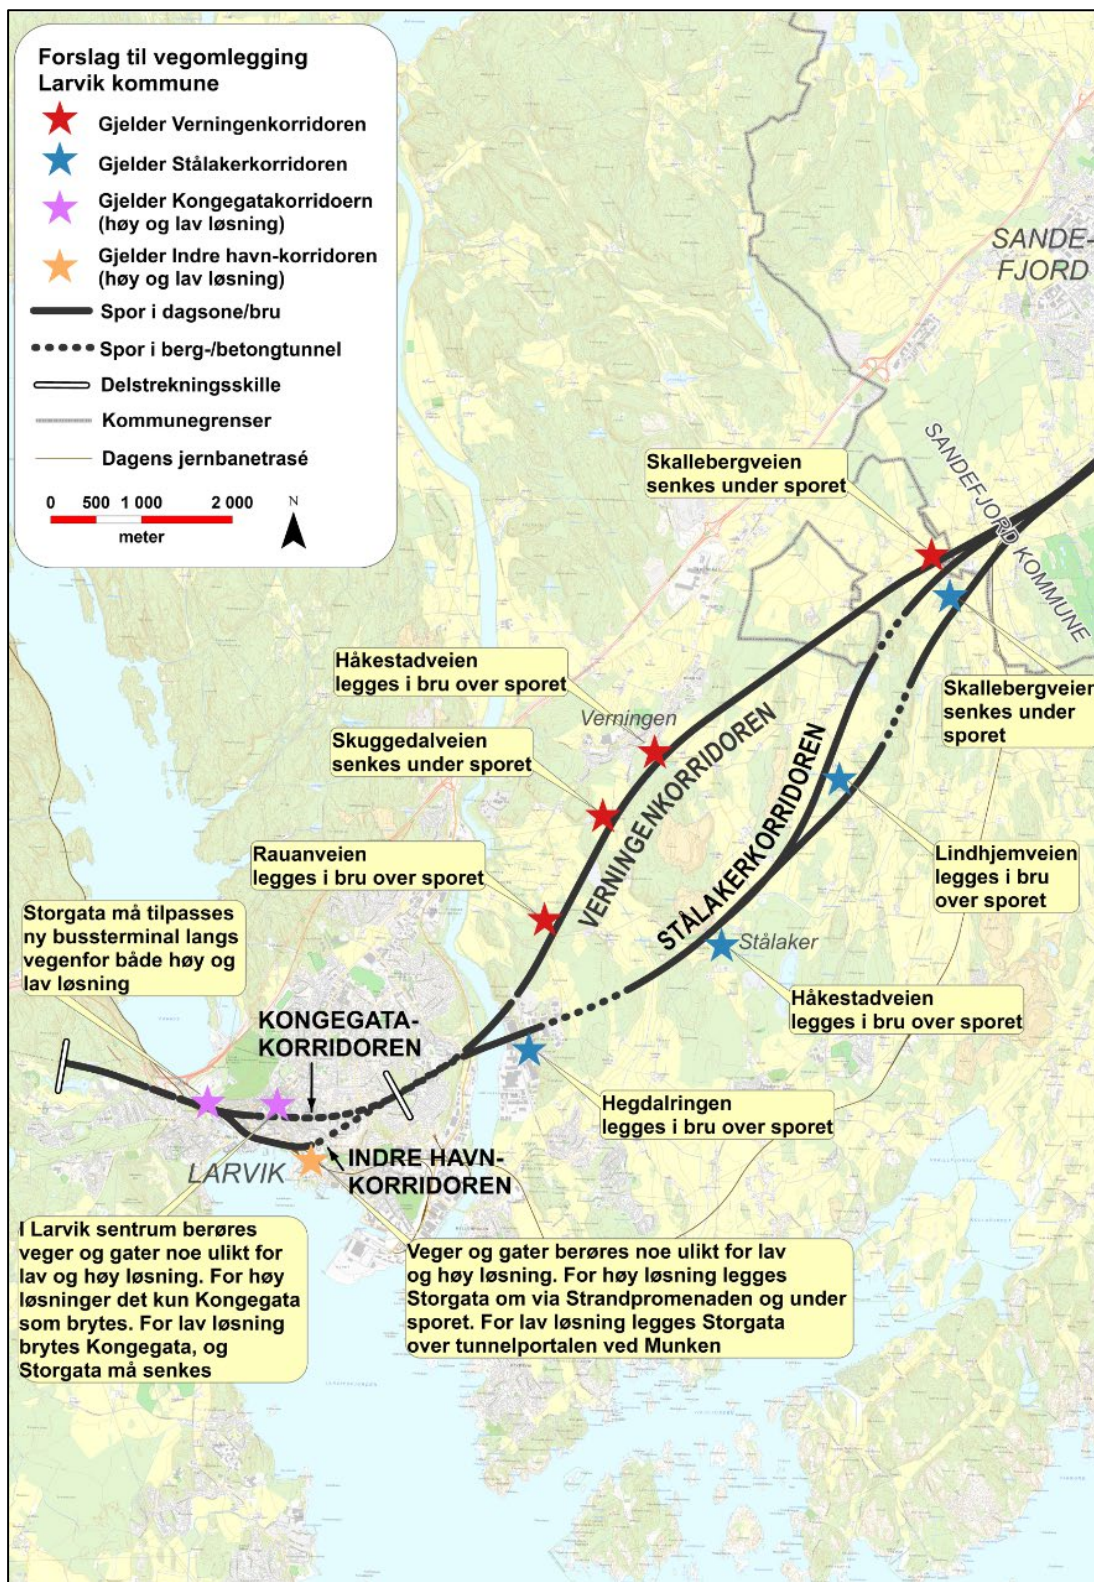 Forslag til vegomlegging
Larvik kommune
Gjelder Verningenkorridoren
Gjelder Stålakerkorridoren
Gjelder Kongegatakorridoern
(høy og lav løsning)
Gjelder Indre havn-korridoren
(høy og lav løsning)
Spor i dagsone/bru
Spor i berg-/betongtunnel
Delstrekningsskille
Kommunegrenser
Dagens jernbanetrasé
0 500 1 000 2 000
meter
N
SANDE-
FJORD
SANDEFJORD KOMMUNE
Skallebergveien
senkes under sporet
Håkestadveien
legges i bru over sporet
Verningen
Skallebergveien
senkes under
sporet
Skuggedalveien
senkes under sporet
VERNINGENKORRIDOREN
STÅLAKERKORRIDOREN
Rauanveien
legges i bru over sporet
Lindhjemveien
legges i bru
over sporet
Storgata må tilpasses
ny bussterminal langs
vegenfor både høy og
lav løsning
Stålaker
Håkestadveien
legges i bru over sporet
KONGEGATA-
KORRIDOREN
Hegdalringen
legges i bru over sporet
LARVIK
INDRE HAVN-
KORRIDOREN
I Larvik sentrum berøres
veger og gater noe ulikt for
lav og høy løsning. For høy
løsninger det kun Kongegata
som brytes. For lav løsning
brytes Kongegata, og
Storgata må senkes
Veger og gater berøres noe ulikt for lav
og høy løsning. For høy løsning legges
Storgata om via Strandpromenaden og under
sporet. For lav løsning legges Storgata
over tunnelportalen ved Munken